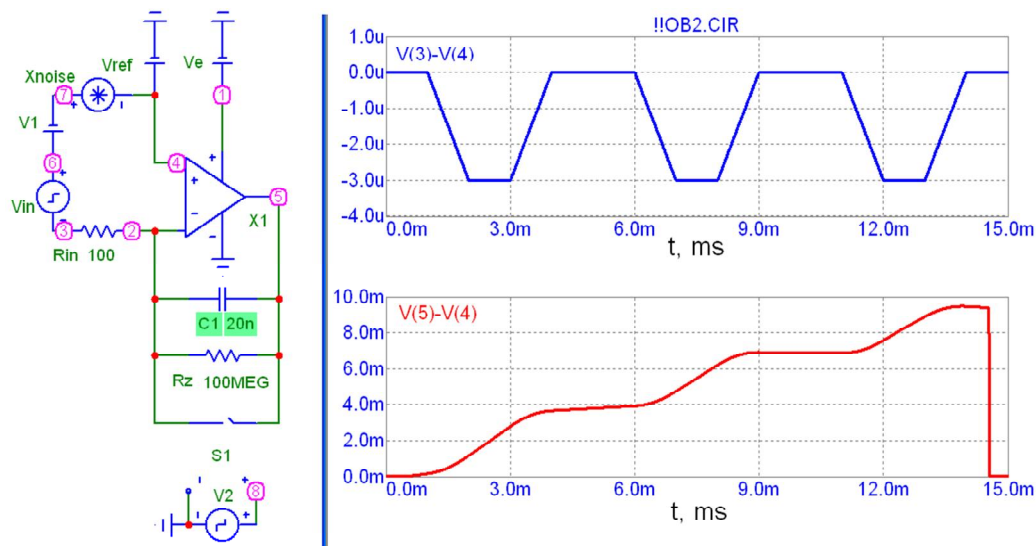 Vref
Ve
Xnoise
7
1
V1
+
-
6
4
+
+
+
5
Vin
-
-
X1
3
2
-
Rin 100
C1 20n
Rz 100MEG
S1
- +
8
V2
- +
!!OB2.CIR
1.0u
V(3)-V(4)
0.0u
-1.0u
-2.0u
-3.0u
-4.0u
0.0m 3.0m 6.0m 9.0m 12.0m 15.0m
t, ms
10.0m
V(5)-V(4)
8.0m
6.0m
4.0m
2.0m
0.0m
0.0m 3.0m 6.0m 9.0m 12.0m 15.0m
t, ms